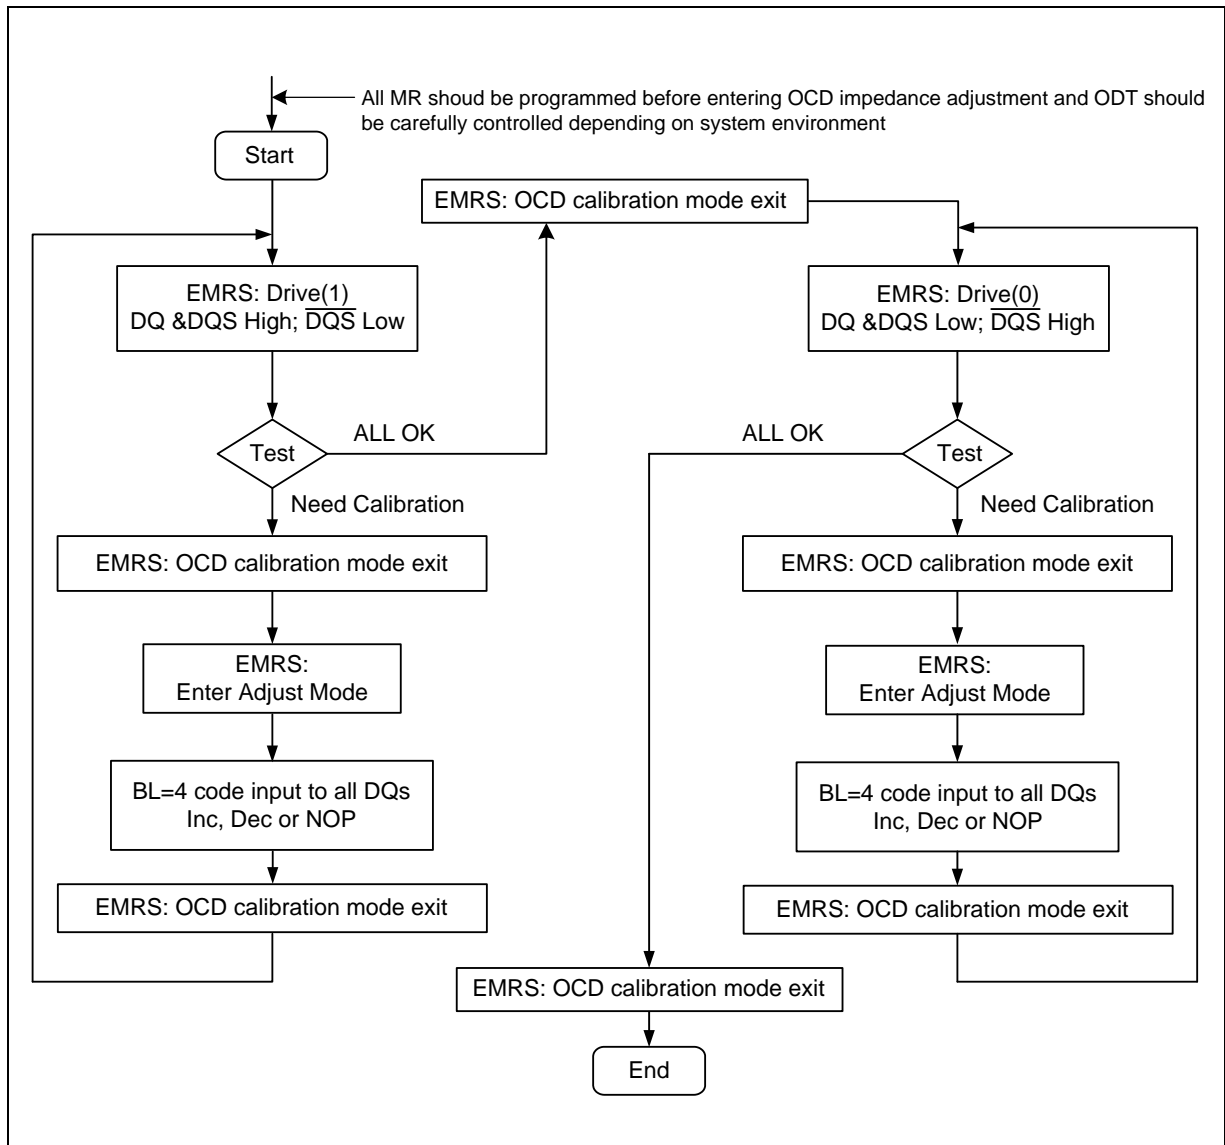 All MR shoud be programmed before entering OCD impedance adjustment and ODT should
be carefully controlled depending on system environment
Start
EMRS: OCD calibration mode exit
EMRS: Drive(1)
DQ &DQS High; D̅Q̅S̅ Low
Test
ALL OK
Need Calibration
EMRS: OCD calibration mode exit
EMRS:
Enter Adjust Mode
BL=4 code input to all DQs
Inc, Dec or NOP
EMRS: OCD calibration mode exit
EMRS: Drive(0)
DQ &DQS Low; D̅Q̅S̅ High
ALL OK
Test
Need Calibration
EMRS: OCD calibration mode exit
EMRS:
Enter Adjust Mode
BL=4 code input to all DQs
Inc, Dec or NOP
EMRS: OCD calibration mode exit
EMRS: OCD calibration mode exit
End